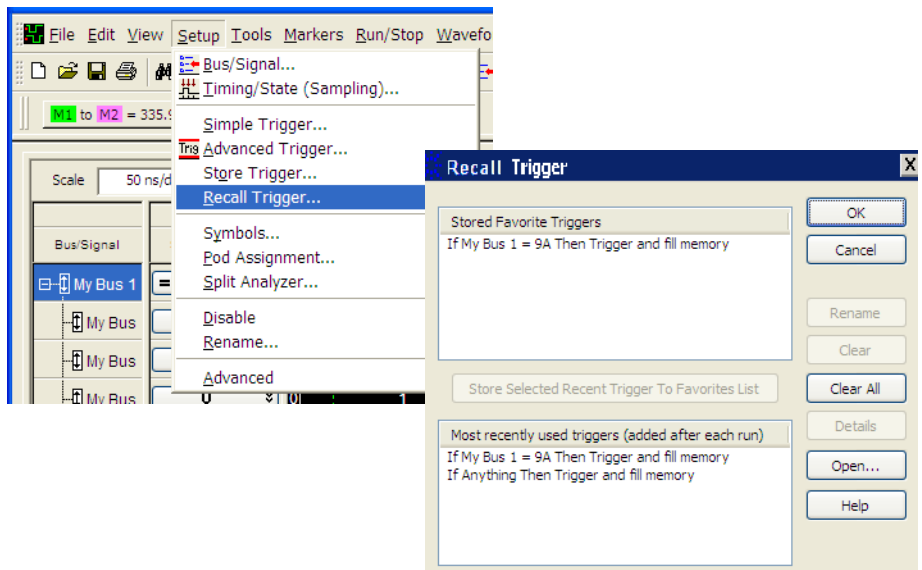 File Edit View Setup Tools Markers Run/Stop Wavefo
M1 to M2 = 335.9
Scale 50 ns/d
Bus/Signal
My Bus 1 =
My Bus
My Bus
My Bus 0 [0] 1
Bus/Signal...
Timing/State (Sampling)...
Simple Trigger...
Trig Advanced Trigger...
Store Trigger...
Recall Trigger...
Symbols...
Pod Assignment...
Split Analyzer...
Disable
Rename...
Advanced
Recall Trigger
X
Stored Favorite Triggers
If My Bus 1 = 9A Then Trigger and fill memory
Store Selected Recent Trigger To Favorites List
Most recently used triggers (added after each run)
If My Bus 1 = 9A Then Trigger and fill memory
If Anything Then Trigger and fill memory
OK
Cancel
Rename
Clear
Clear All
Details
Open...
Help